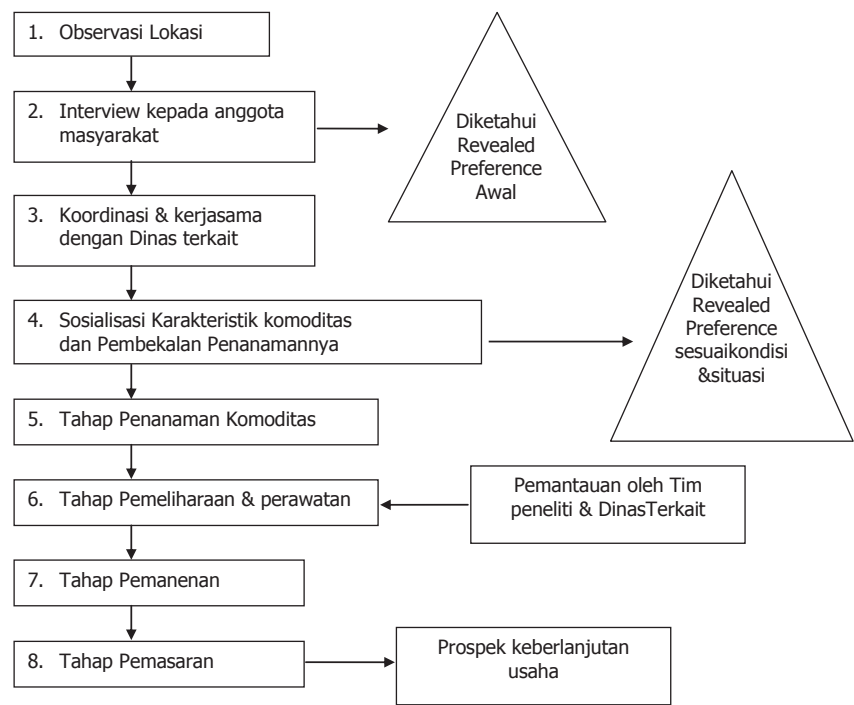 1. Observasi Lokasi
2. Interview kepada anggota
masyarakat
Diketahui
Revealed
Preference
Awal
3. Koordinasi & kerjasama
dengan Dinas terkait
4. Sosialisasi Karakteristik komoditas
dan Pembekalan Penanamannya
Diketahui
Revealed
Preference
sesuaikondisi
&situasi
5. Tahap Penanaman Komoditas
6. Tahap Pemeliharaan & perawatan
Pemantauan oleh Tim
peneliti & DinasTerkait
7. Tahap Pemanenan
8. Tahap Pemasaran
Prospek keberlanjutan
usaha